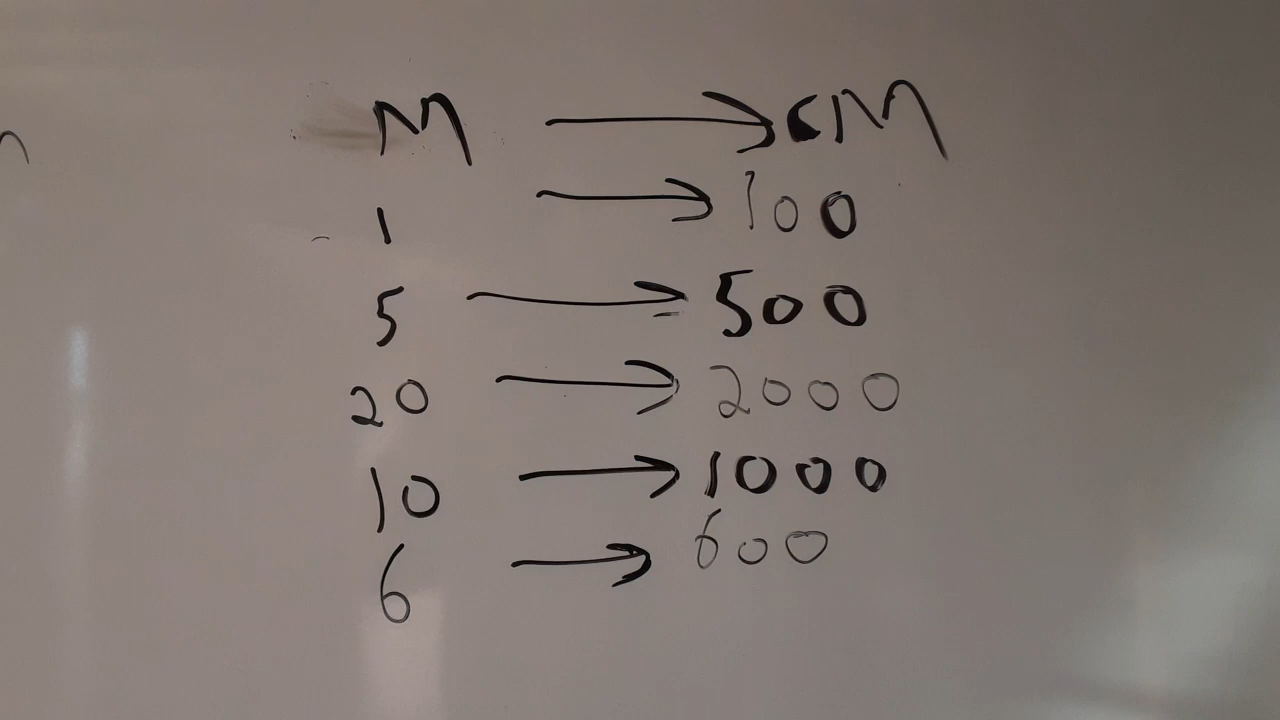 M → cM
1 → 100
5 → 500
20 → 2000
10 → 1000
6 → 600